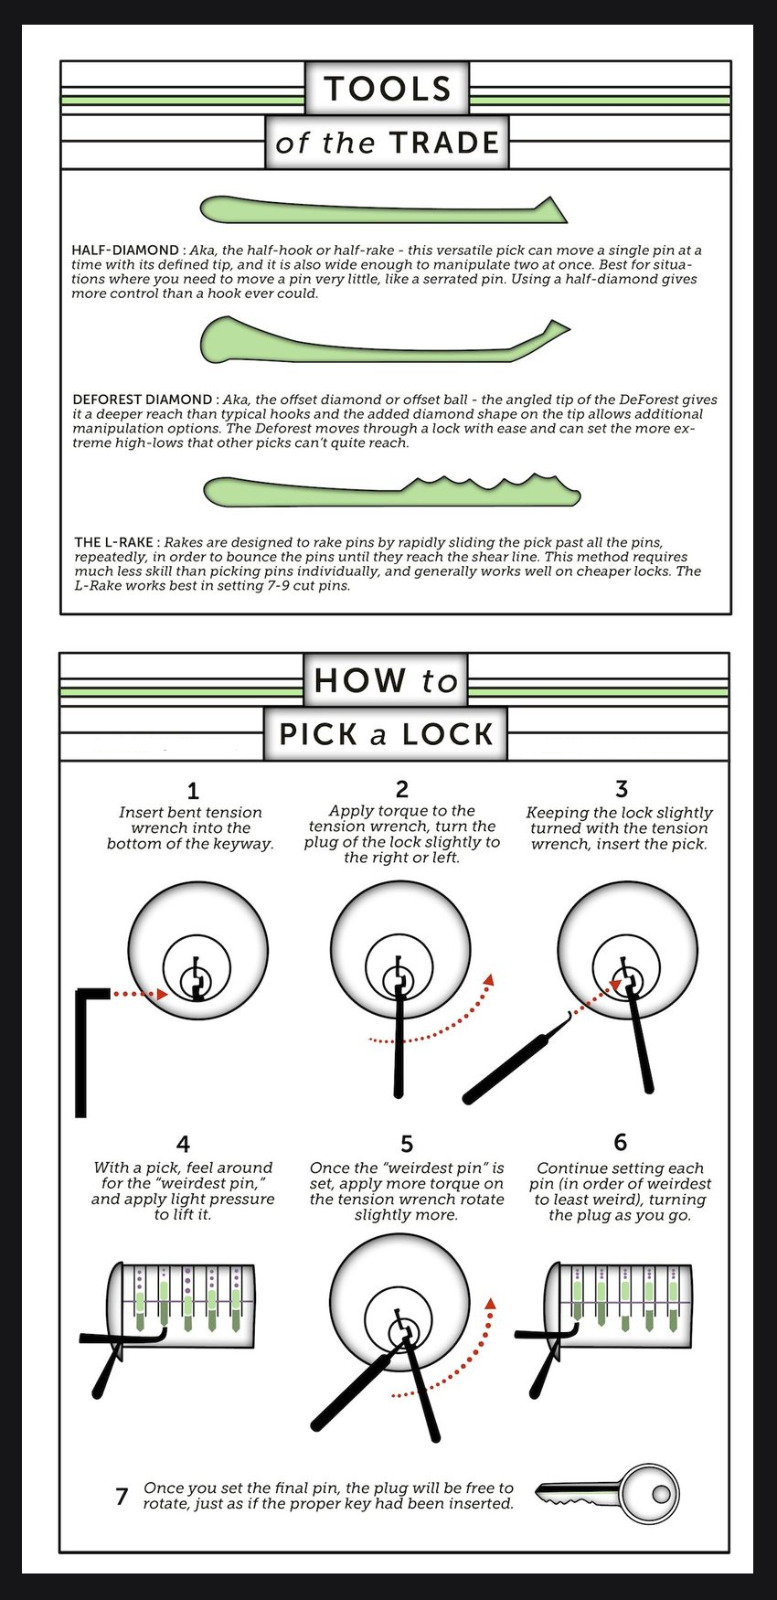 TOOLS
of the TRADE
HALF-DIAMOND : Aka, the half-hook or half-rake - this versatile pick can move a single pin at a
time with its defined tip, and it is also wide enough to manipulate two at once. Best for situa-
tions where you need to move a pin very little, like a serrated pin. Using a half-diamond gives
more control than a hook ever could.
DEFOREST DIAMOND : Aka, the offset diamond or offset ball - the angled tip of the DeForest gives
it a deeper reach than typical hooks and the added diamond shape on the tip allows additional
manipulation options. The Deforest moves through a lock with ease and can set the more ex-
treme high-lows that other picks can't quite reach.
THE L-RAKE : Rakes are designed to rake pins by rapidly sliding the pick past all the pins,
repeatedly, in order to bounce the pins until they reach the shear line. This method requires
much less skill than picking pins individually, and generally works well on cheaper locks. The
L-Rake works best in setting 7-9 cut pins.
HOW to
PICK a LOCK
1
Insert bent tension
wrench into the
bottom of the keyway.
2
Apply torque to the
tension wrench, turn the
plug of the lock slightly to
the right or left.
3
Keeping the lock slightly
turned with the tension
wrench, insert the pick.
4
With a pick, feel around
for the “weirdest pin,”
and apply light pressure
to lift it.
5
Once the “weirdest pin” is
set, apply more torque on
the tension wrench rotate
slightly more.
6
Continue setting each
pin (in order of weirdest
to least weird), turning
the plug as you go.
7
Once you set the final pin, the plug will be free to
rotate, just as if the proper key had been inserted.